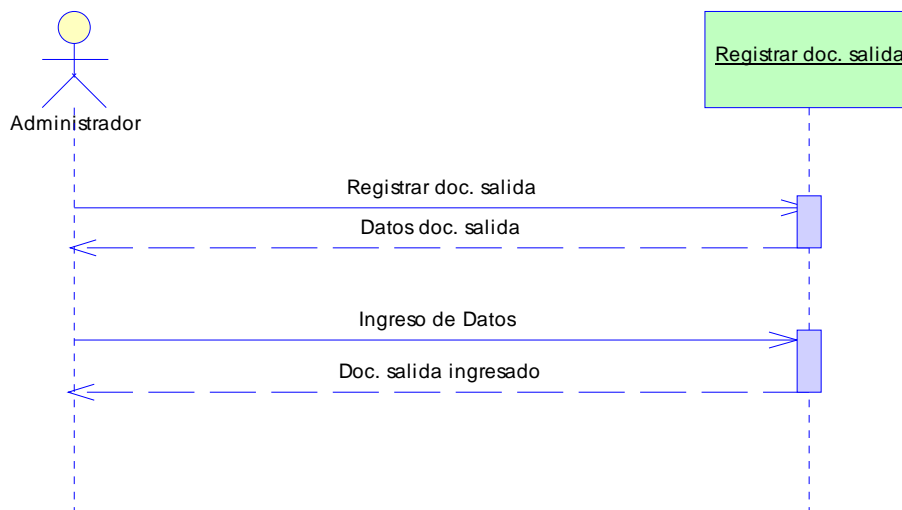 Registrar doc. salida
Administrador
Registrar doc. salida
Datos doc. salida
Ingreso de Datos
Doc. salida ingresado